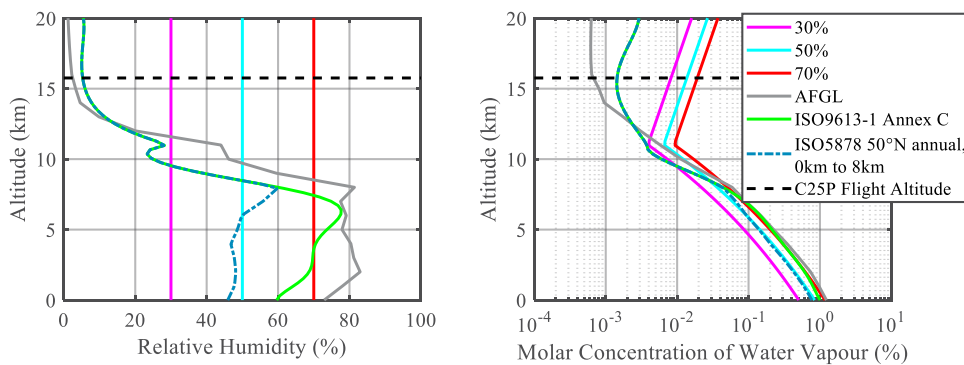 20
15
10
5
0
Altitude (km)
0 20 40 60 80 100
Relative Humidity (%)
20
15
10
5
0
Altitude (km)
10-4 10-3 10-2 10-1 100 10
Molar Concentration of Water Vapour (%)
30%
50%
70%
AFGL
ISO9613-1 Annex C
ISO5878 50°N annual,
0km to 8km
C25P Flight Altitude